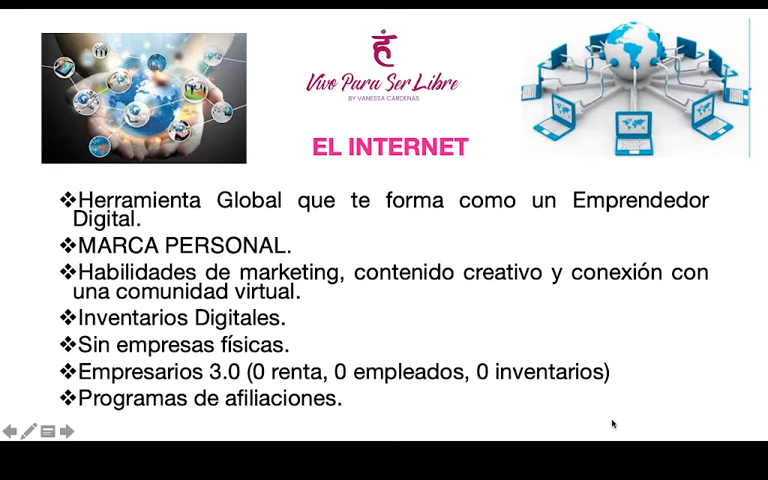 Vivo Para Ser Libre
BY VANESSA CARDENAS
EL INTERNET
❖Herramienta Global que te forma como un Emprendedor
Digital.
❖MARCA PERSONAL.
❖Habilidades de marketing, contenido creativo y conexión con
una comunidad virtual.
❖Inventarios Digitales.
❖Sin empresas físicas.
❖Empresarios 3.0 (0 renta, 0 empleados, 0 inventarios)
❖Programas de afiliaciones.